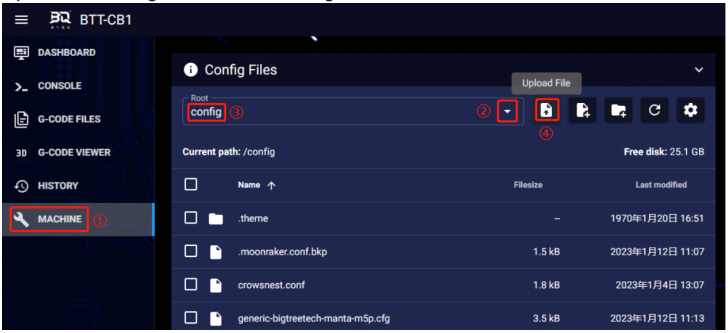 BIQU BTT-CB1
DASHBOARD
CONSOLE
G-CODE FILES
G-CODE VIEWER
HISTORY
MACHINE ①
Config Files
Upload File
Root
config ③ ② ④
Current path: /config Free disk: 25.1 GB
Name ↑ Filesize Last modified
.theme – 1970年1月20日 16:51
.moonraker.conf.bkp 1.5 kB 2023年1月12日 11:07
crowsnest.conf 1.8 kB 2023年1月4日 13:07
generic-bigtreetech-manta-m5p.cfg 3.5 kB 2023年1月12日 11:13